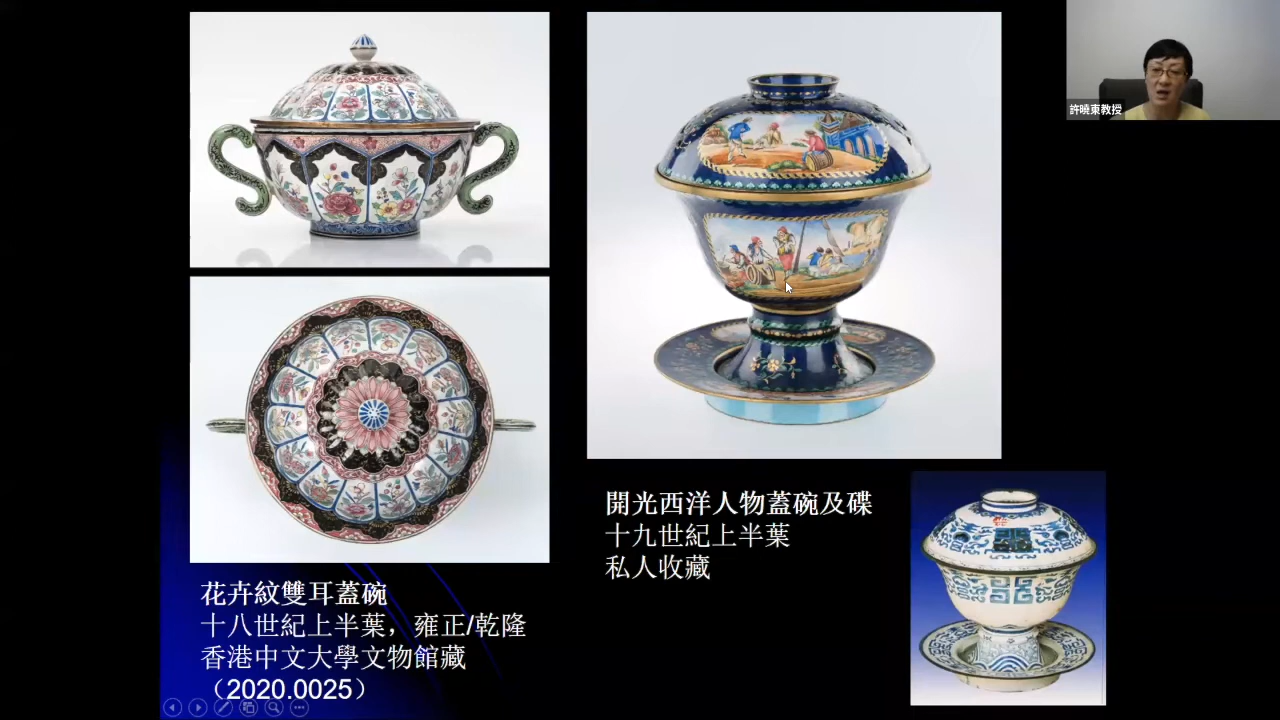 許曉東教授
開光西洋人物蓋碗及碟
十九世紀上半葉
私人收藏
花卉紋雙耳蓋碗
十八世紀上半葉，雍正/乾隆
香港中文大學文物館藏
（2020.0025）